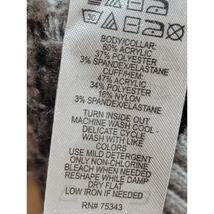 30
BODY/COLLAR:
60% ACRYLIC
37% POLYESTER
3% SPANDEX/ELASTANE
CUFF/HEM:
47% ACRYLIC
34% POLYESTER
16% NYLON
3% SPANDEX/ELASTANE
TURN INSIDE OUT
MACHINE WASH COOL -
DELICATE CYCLE
WASH WITH LIKE
COLORS
USE MILD DETERGENT
ONLY NON-CHLORINE
BLEACH WHEN NEEDED
RESHAPE WHILE DAMP
DRY FLAT
LOW IRON IF NEEDED
RN# 75343